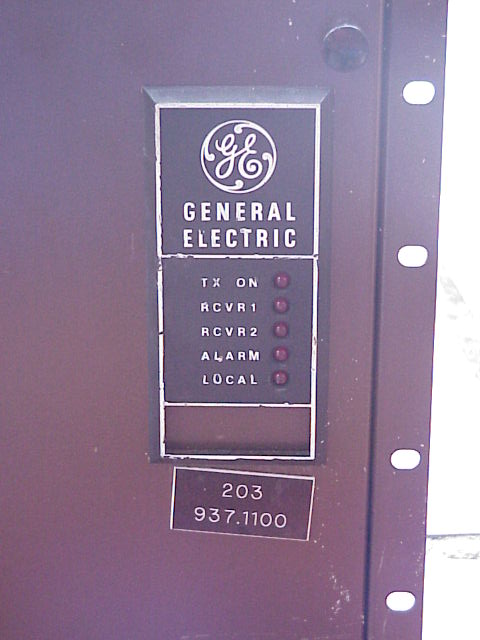 GE
GENERAL
ELECTRIC
TX ON
RCVR1
RCVR2
ALARM
LOCAL
203
937.1100